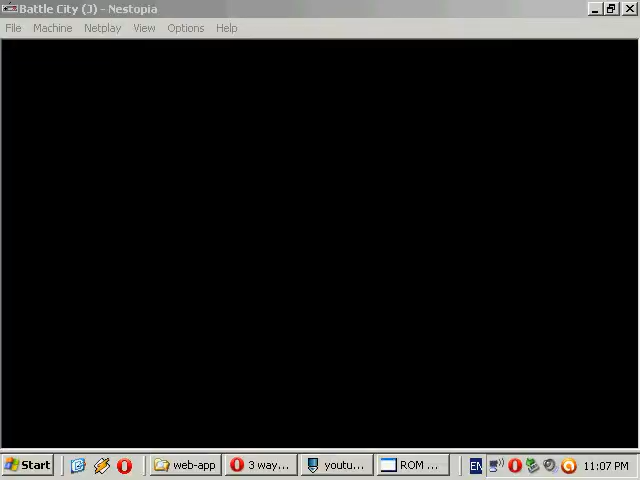 Battle City (J) - Nestopia
File Machine Netplay View Options Help
Start web-app 3 way... youtu... ROM ... EN 11:07 PM